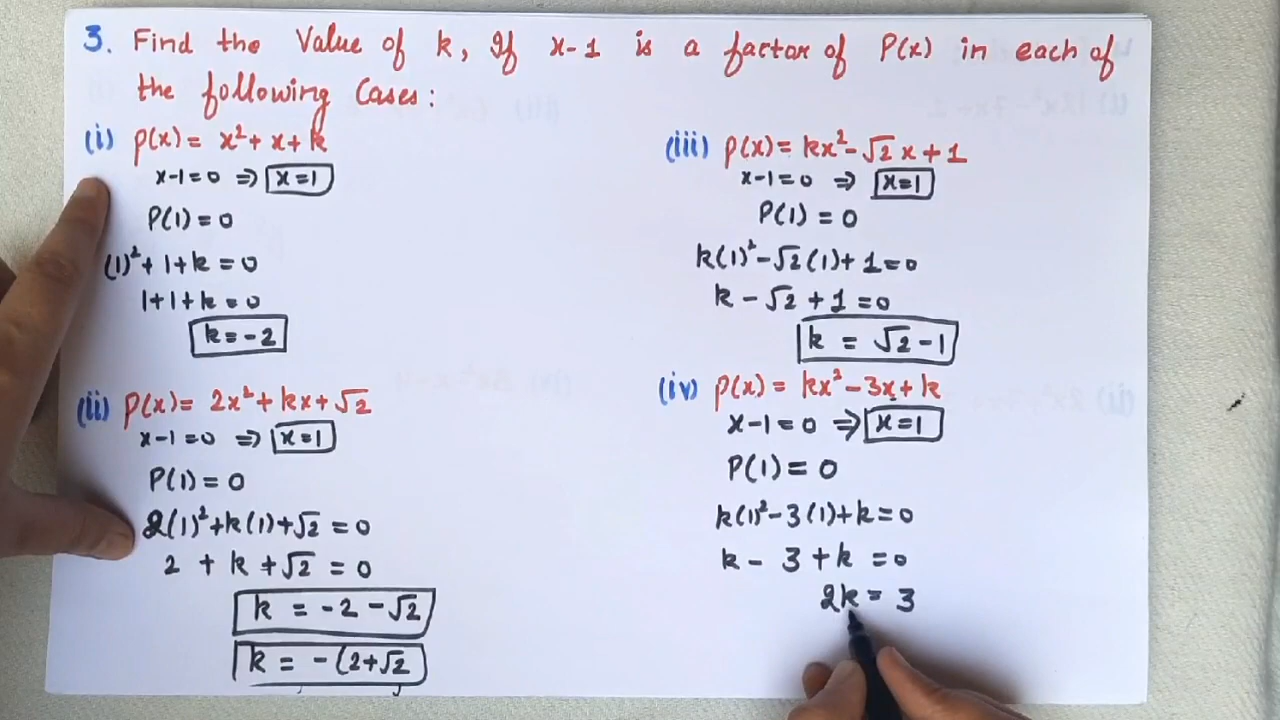 3. Find the Value of k, If x-1 is a factor of P(x) in each of
the following Cases:
(i) p(x) = x² + x + k
x-1=0 ⇒ x=1
P(1) = 0
(1)² + 1 + k = 0
1+1+k = 0
k = -2
(ii) p(x) = 2x² + kx + √2
x-1=0 ⇒ x=1
P(1) = 0
2(1)² + k(1) + √2 = 0
2 + k + √2 = 0
k = -2 - √2
k = -(2+√2
(iii) p(x) = kx² - √2 x + 1
x-1=0 ⇒ x=1
P(1) = 0
k(1)² - √2(1) + 1 = 0
k - √2 + 1 = 0
k = √2 - 1
(iv) p(x) = kx² - 3x + k
x-1=0 ⇒ x=1
P(1) = 0
k(1)² - 3(1) + k = 0
k - 3 + k = 0
2k = 3